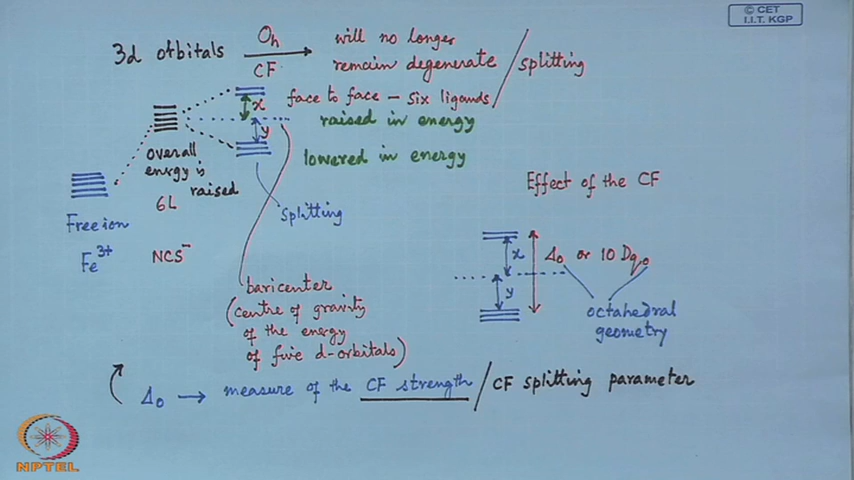 © CET
I.I.T. KGP
3d orbitals
Oh
CF
will no longer
remain degenerate
/ splitting
face to face – six ligands
x
raised in energy
y
lowered in energy
overall
energy is
raised
6L
Free ion
Fe3+
NCS–
splitting
baricenter
(centre of gravity
of the energy
of five d-orbitals)
Effect of the CF
x
Δo or 10 Dqo
y
octahedral
geometry
Δo → measure of the CF strength / CF splitting parameter
NPTEL